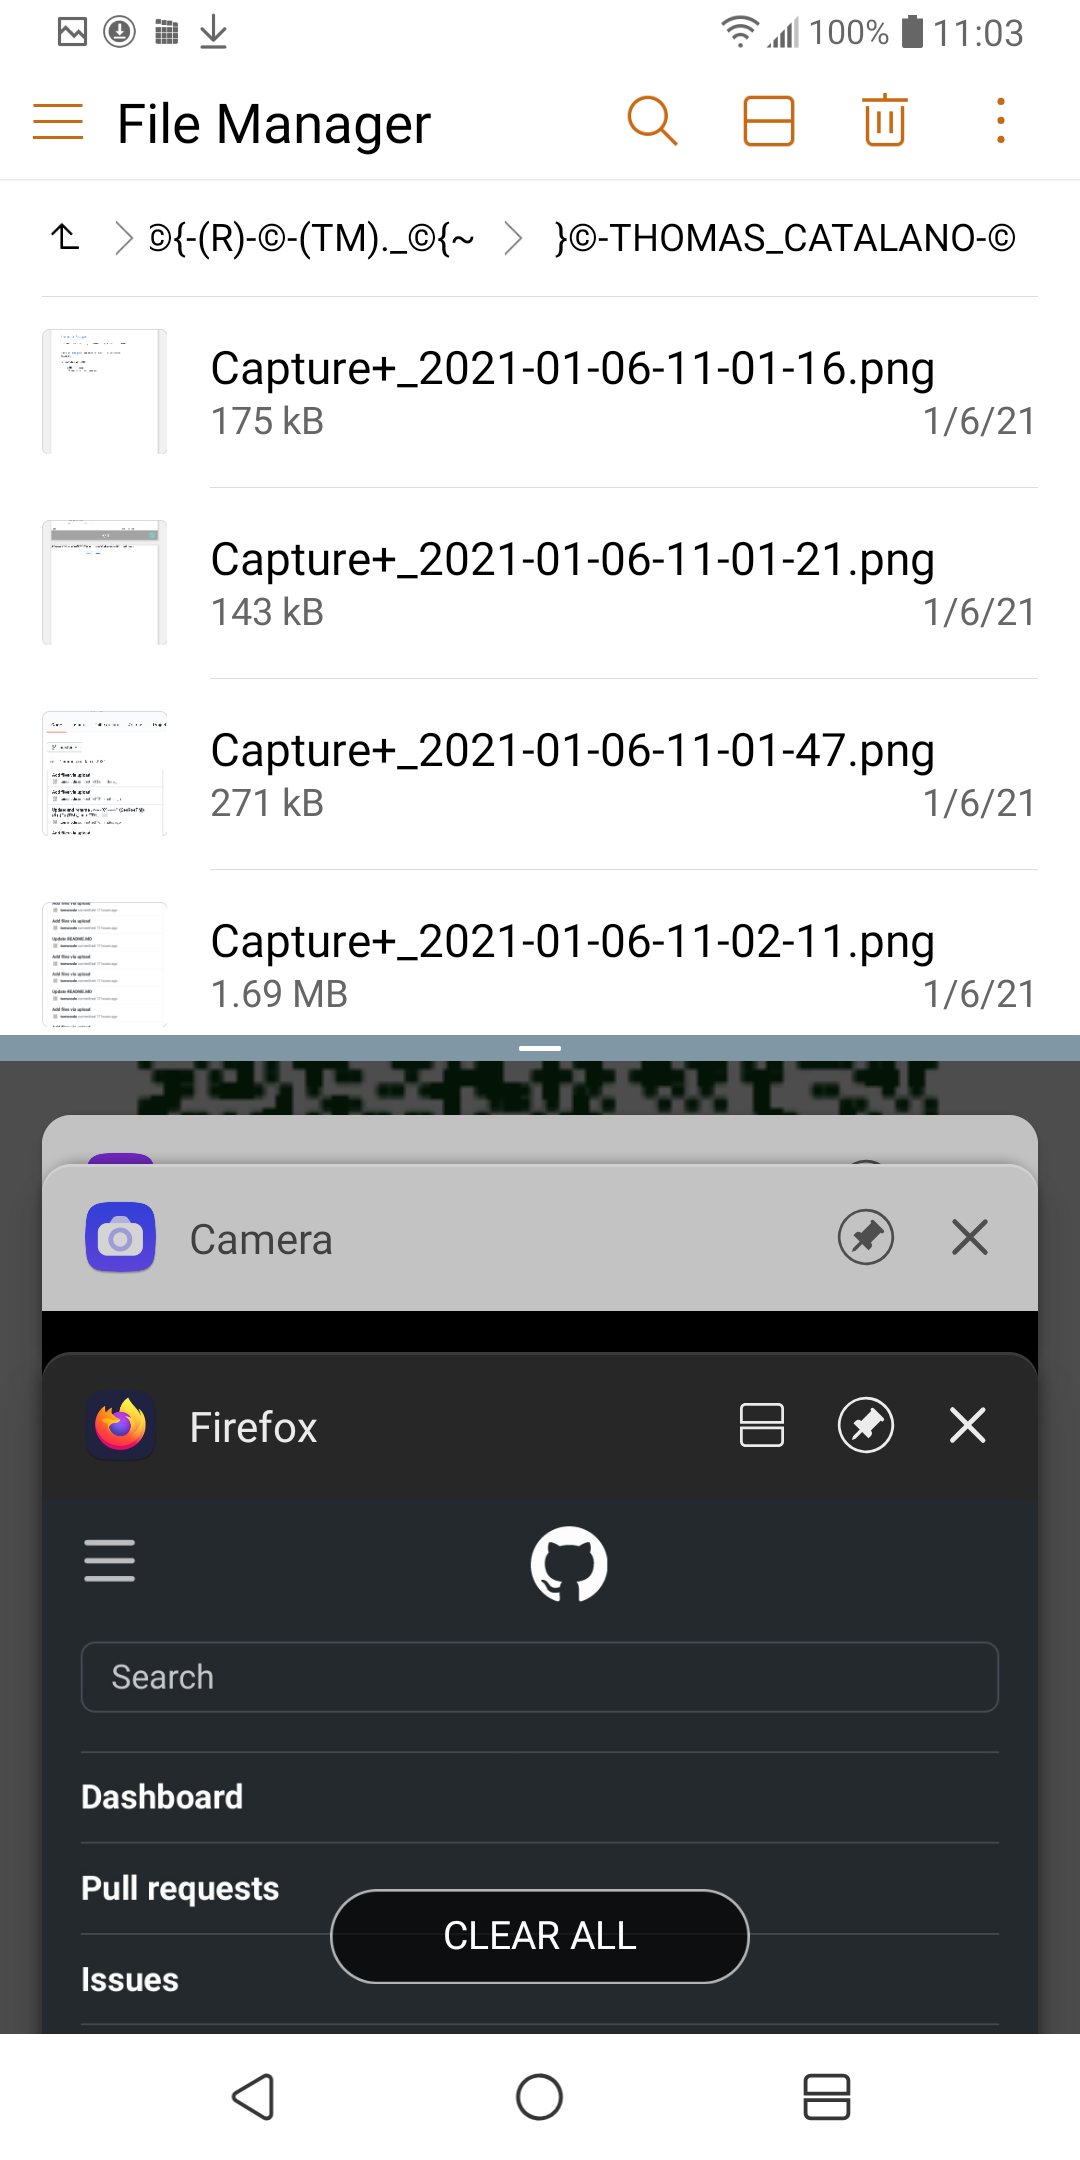 100% 11:03
File Manager
©{-(R)-©-(TM)._©{~ }©-THOMAS_CATALANO-©
Capture+_2021-01-06-11-01-16.png
175 kB 1/6/21
Capture+_2021-01-06-11-01-21.png
143 kB 1/6/21
Capture+_2021-01-06-11-01-47.png
271 kB 1/6/21
Capture+_2021-01-06-11-02-11.png
1.69 MB 1/6/21
Camera
Firefox
Search
Dashboard
Pull requests
CLEAR ALL
Issues